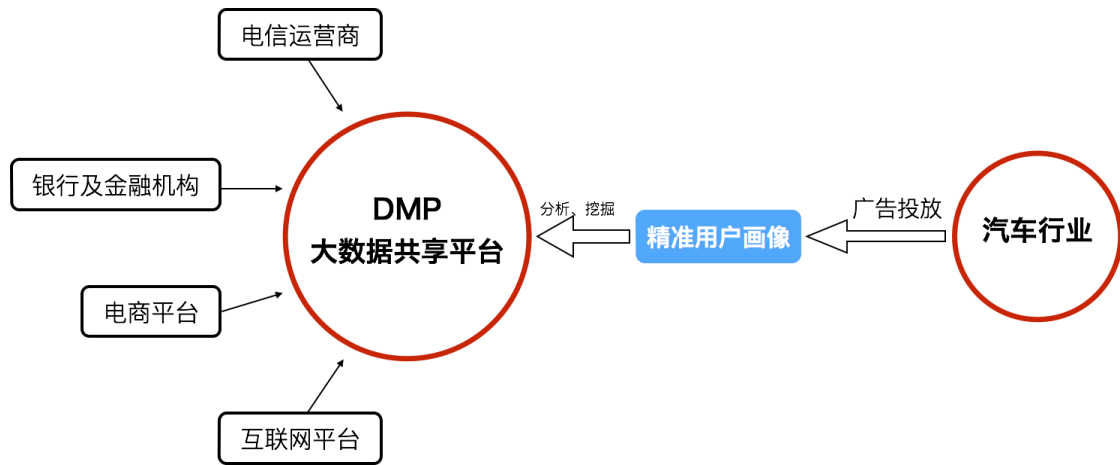 电信运营商
银行及金融机构
电商平台
互联网平台
DMP
大数据共享平台
分析、挖掘
精准用户画像
广告投放
汽车行业